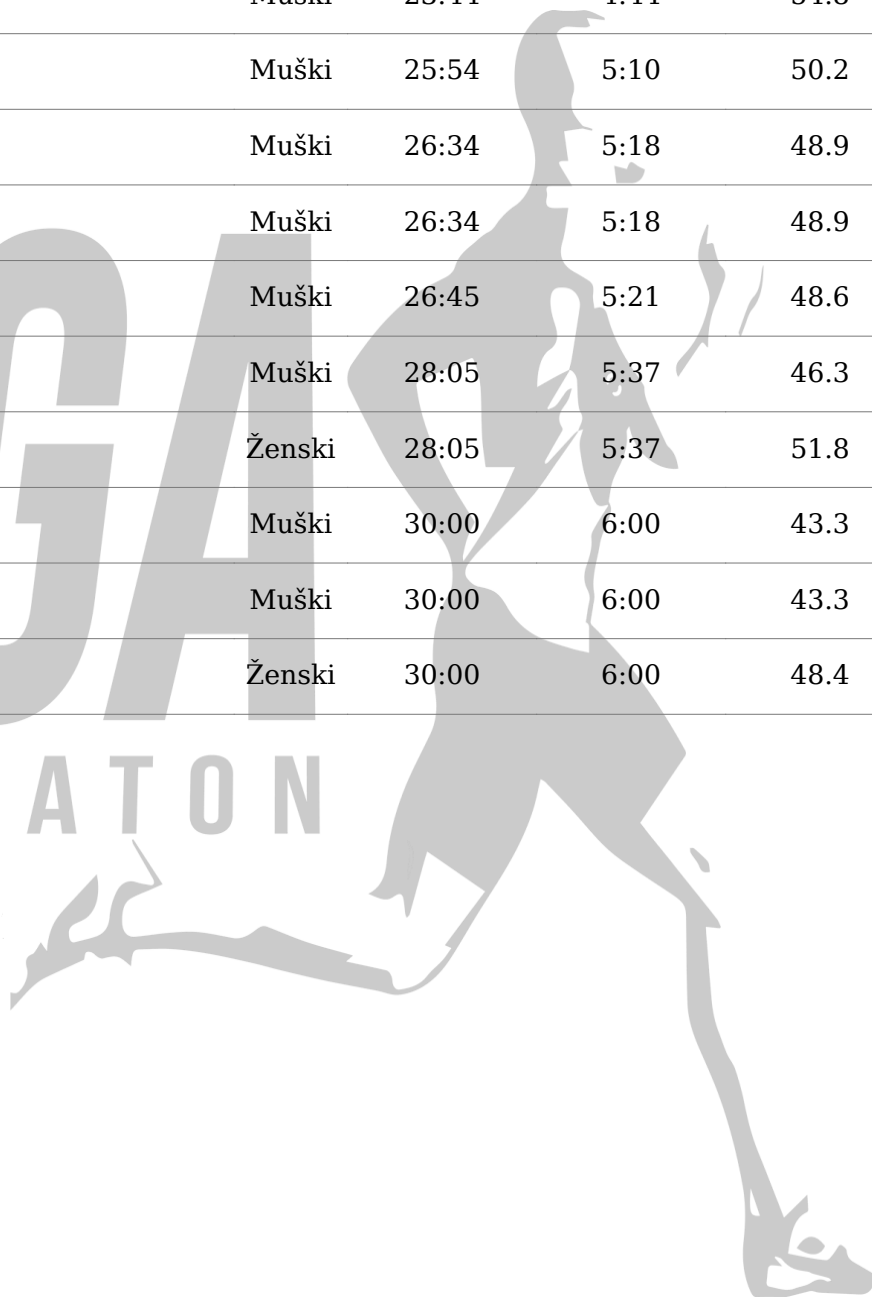 Muški 25:54 5:10 50.2
Muški 26:34 5:18 48.9
Muški 26:34 5:18 48.9
Muški 26:45 5:21 48.6
Muški 28:05 5:37 46.3
Ženski 28:05 5:37 51.8
Muški 30:00 6:00 43.3
Muški 30:00 6:00 43.3
Ženski 30:00 6:00 48.4
GA
ATON